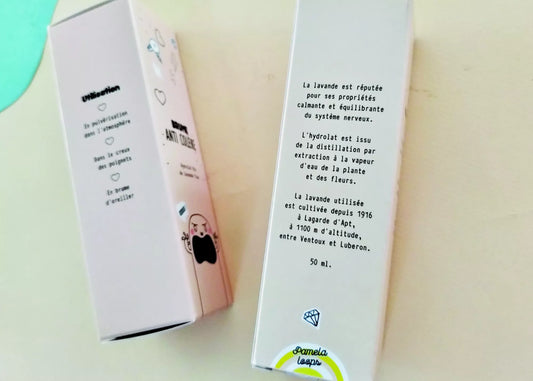 Utilisation
En pulvérisation
dans l'atmosphère
Dans le creux
des poignets
En brume
d'oreiller
BRUME
ANTI COLÈRE
La lavande est réputée
pour ses propriétés
calmante et équilibrante
du système nerveux.
L'hydrolat est issu
de la distillation par
extraction à la vapeur
d'eau de la plante
et des fleurs.
La lavande utilisée
est cultivée depuis 1916
à Lagarde d'Apt,
à 1100 m d'altitude,
entre Ventoux et Luberon.
50 ml.
Pamela
loops